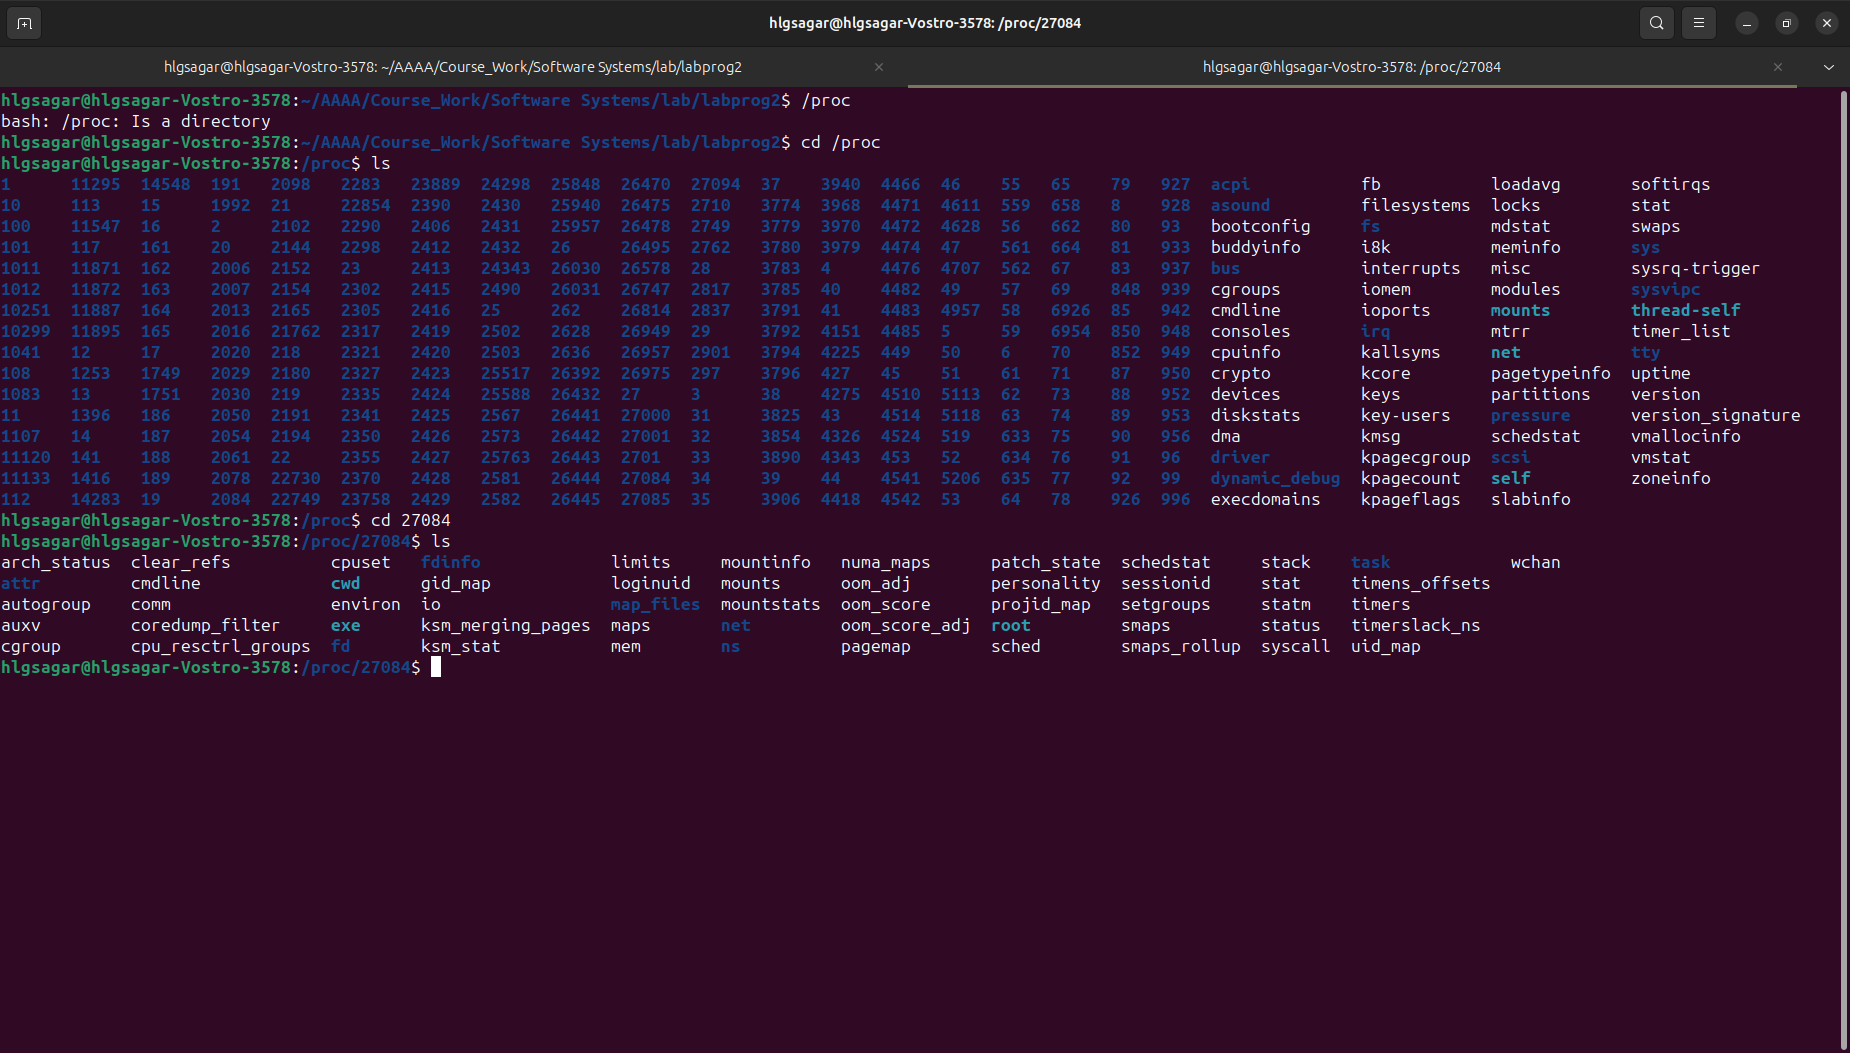 hlgsagar@hlgsagar-Vostro-3578: /proc/27084
hlgsagar@hlgsagar-Vostro-3578: ~/AAAA/Course_Work/Software Systems/lab/labprog2 hlgsagar@hlgsagar-Vostro-3578: /proc/27084
hlgsagar@hlgsagar-Vostro-3578:~/AAAA/Course_Work/Software Systems/lab/labprog2$ /proc
bash: /proc: Is a directory
hlgsagar@hlgsagar-Vostro-3578:~/AAAA/Course_Work/Software Systems/lab/labprog2$ cd /proc
hlgsagar@hlgsagar-Vostro-3578:/proc$ ls
1 11295 14548 191 2098 2283 23889 24298 25848 26470 27094 37 3940 4466 46 55 65 79 927 acpi fb loadavg softirqs
10 113 15 1992 21 22854 2390 2430 25940 26475 2710 3774 3968 4471 4611 559 658 8 928 asound filesystems locks stat
100 11547 16 2 2102 2290 2406 2431 25957 26478 2749 3779 3970 4472 4628 56 662 80 93 bootconfig fs mdstat swaps
101 117 161 20 2144 2298 2412 2432 26 26495 2762 3780 3979 4474 47 561 664 81 933 buddyinfo i8k meminfo sys
1011 11871 162 2006 2152 23 2413 24343 26030 26578 28 3783 4 4476 4707 562 67 83 937 bus interrupts misc sysrq-trigger
1012 11872 163 2007 2154 2302 2415 2490 26031 26747 2817 3785 40 4482 49 57 69 848 939 cgroups iomem modules sysvipc
10251 11887 164 2013 2165 2305 2416 25 262 26814 2837 3791 41 4483 4957 58 6926 85 942 cmdline ioports mounts thread-self
10299 11895 165 2016 21762 2317 2419 2502 2628 26949 29 3792 4151 4485 5 59 6954 850 948 consoles irq mtrr timer_list
1041 12 17 2020 218 2321 2420 2503 2636 26957 2901 3794 4225 449 50 6 70 852 949 cpuinfo kallsyms net tty
108 1253 1749 2029 2180 2327 2423 25517 26392 26975 297 3796 427 45 51 61 71 87 950 crypto kcore pagetypeinfo uptime
1083 13 1751 2030 219 2335 2424 25588 26432 27 3 38 4275 4510 5113 62 73 88 952 devices keys partitions version
11 1396 186 2050 2191 2341 2425 2567 26441 27000 31 3825 43 4514 5118 63 74 89 953 diskstats key-users pressure version_signature
1107 14 187 2054 2194 2350 2426 2573 26442 27001 32 3854 4326 4524 519 633 75 90 956 dma kmsg schedstat vmallocinfo
11120 141 188 2061 22 2355 2427 25763 26443 2701 33 3890 4343 453 52 634 76 91 96 driver kpagecgroup scsi vmstat
11133 1416 189 2078 22730 2370 2428 2581 26444 27084 34 39 44 4541 5206 635 77 92 99 dynamic_debug kpagecount self zoneinfo
112 14283 19 2084 22749 23758 2429 2582 26445 27085 35 3906 4418 4542 53 64 78 926 996 execdomains kpageflags slabinfo
hlgsagar@hlgsagar-Vostro-3578:/proc$ cd 27084
hlgsagar@hlgsagar-Vostro-3578:/proc/27084$ ls
arch_status clear_refs cpuset fdinfo limits mountinfo numa_maps patch_state schedstat stack task wchan
attr cmdline cwd gid_map loginuid mounts oom_adj personality sessionid stat timens_offsets
autogroup comm environ io map_files mountstats oom_score projid_map setgroups statm timers
auxv coredump_filter exe ksm_merging_pages maps net oom_score_adj root smaps status timerslack_ns
cgroup cpu_resctrl_groups fd ksm_stat mem ns pagemap sched smaps_rollup syscall uid_map
hlgsagar@hlgsagar-Vostro-3578:/proc/27084$